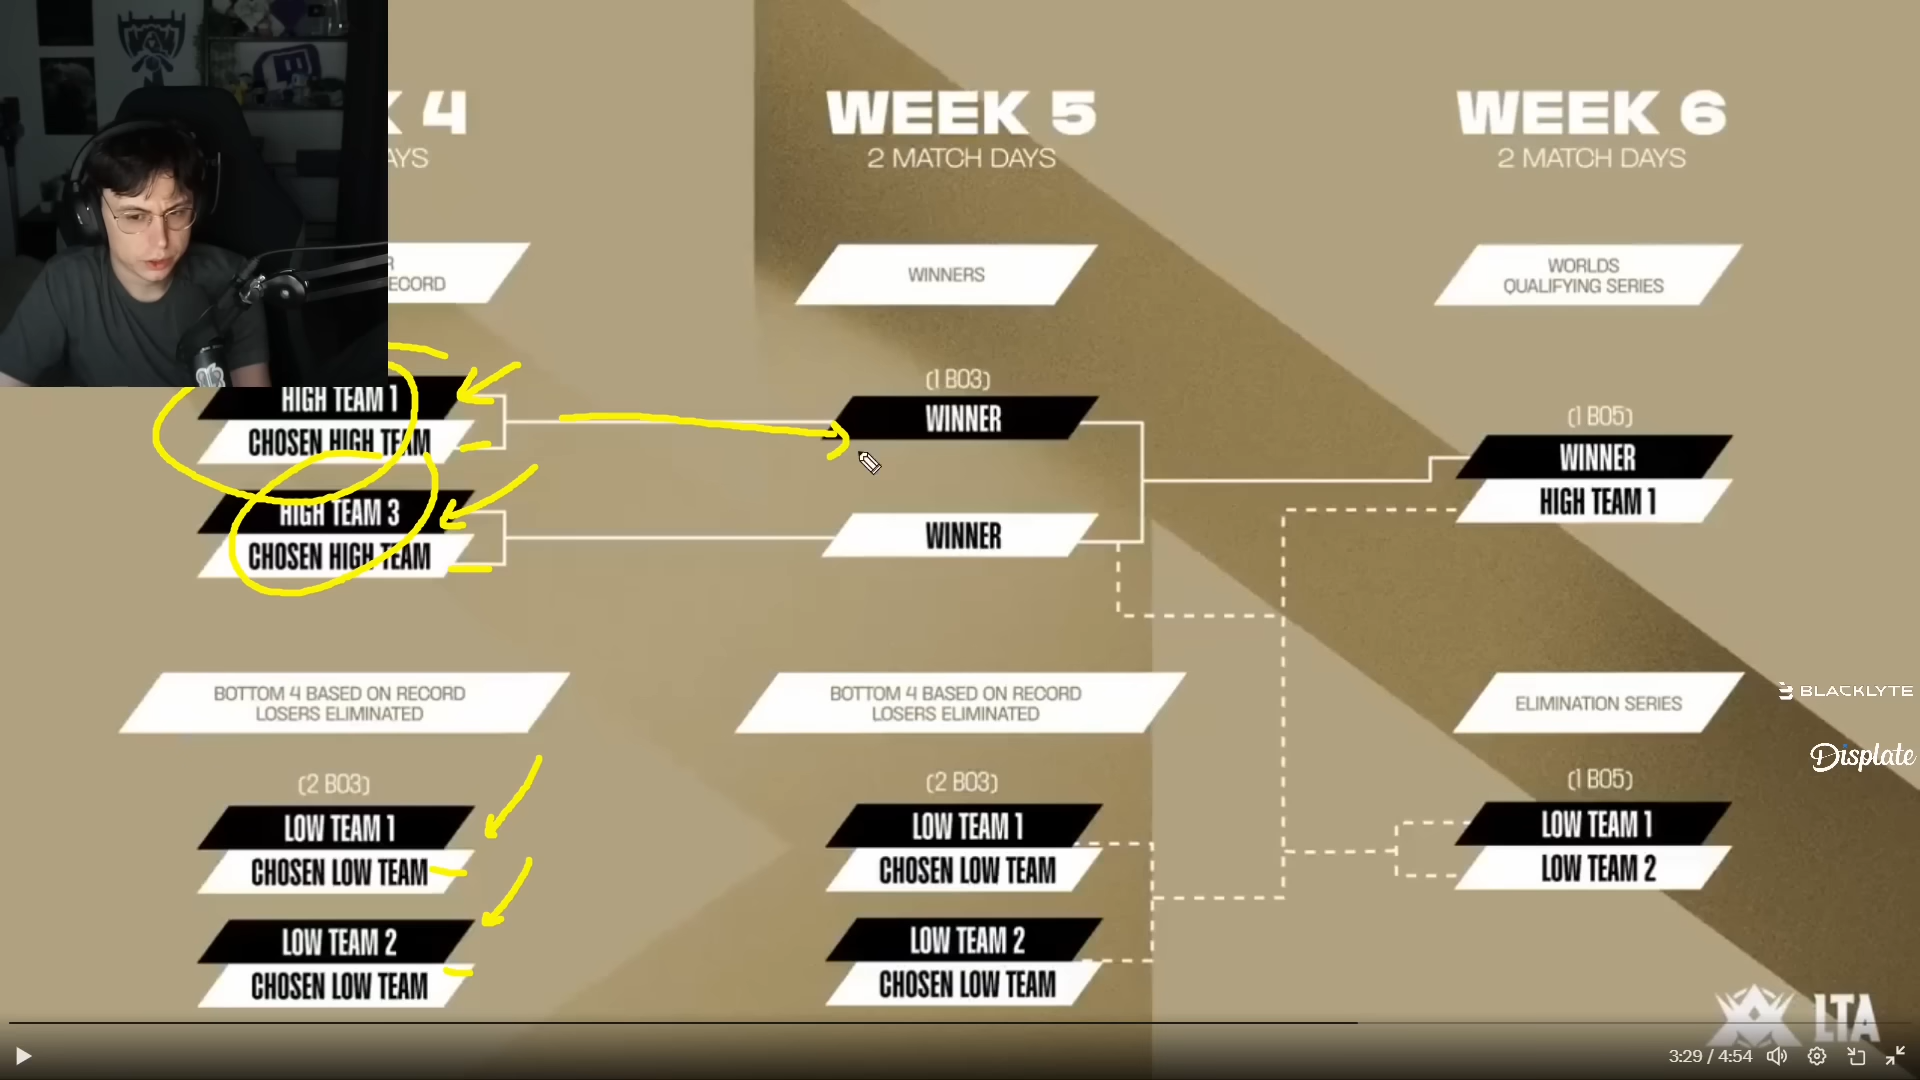 K 4
AYS
R
ECORD
HIGH TEAM 1
CHOSEN HIGH TEAM
HIGH TEAM 3
CHOSEN HIGH TEAM
BOTTOM 4 BASED ON RECORD
LOSERS ELIMINATED
(2 BO3)
LOW TEAM 1
CHOSEN LOW TEAM
LOW TEAM 2
CHOSEN LOW TEAM
WEEK 5
2 MATCH DAYS
WINNERS
(1 BO3)
WINNER
WINNER
BOTTOM 4 BASED ON RECORD
LOSERS ELIMINATED
(2 BO3)
LOW TEAM 1
CHOSEN LOW TEAM
LOW TEAM 2
CHOSEN LOW TEAM
WEEK 6
2 MATCH DAYS
WORLDS
QUALIFYING SERIES
(1 BO5)
WINNER
HIGH TEAM 1
ELIMINATION SERIES
(1 BO5)
LOW TEAM 1
LOW TEAM 2
BLACKLYTE
Displate
LTA
3:29 / 4:54